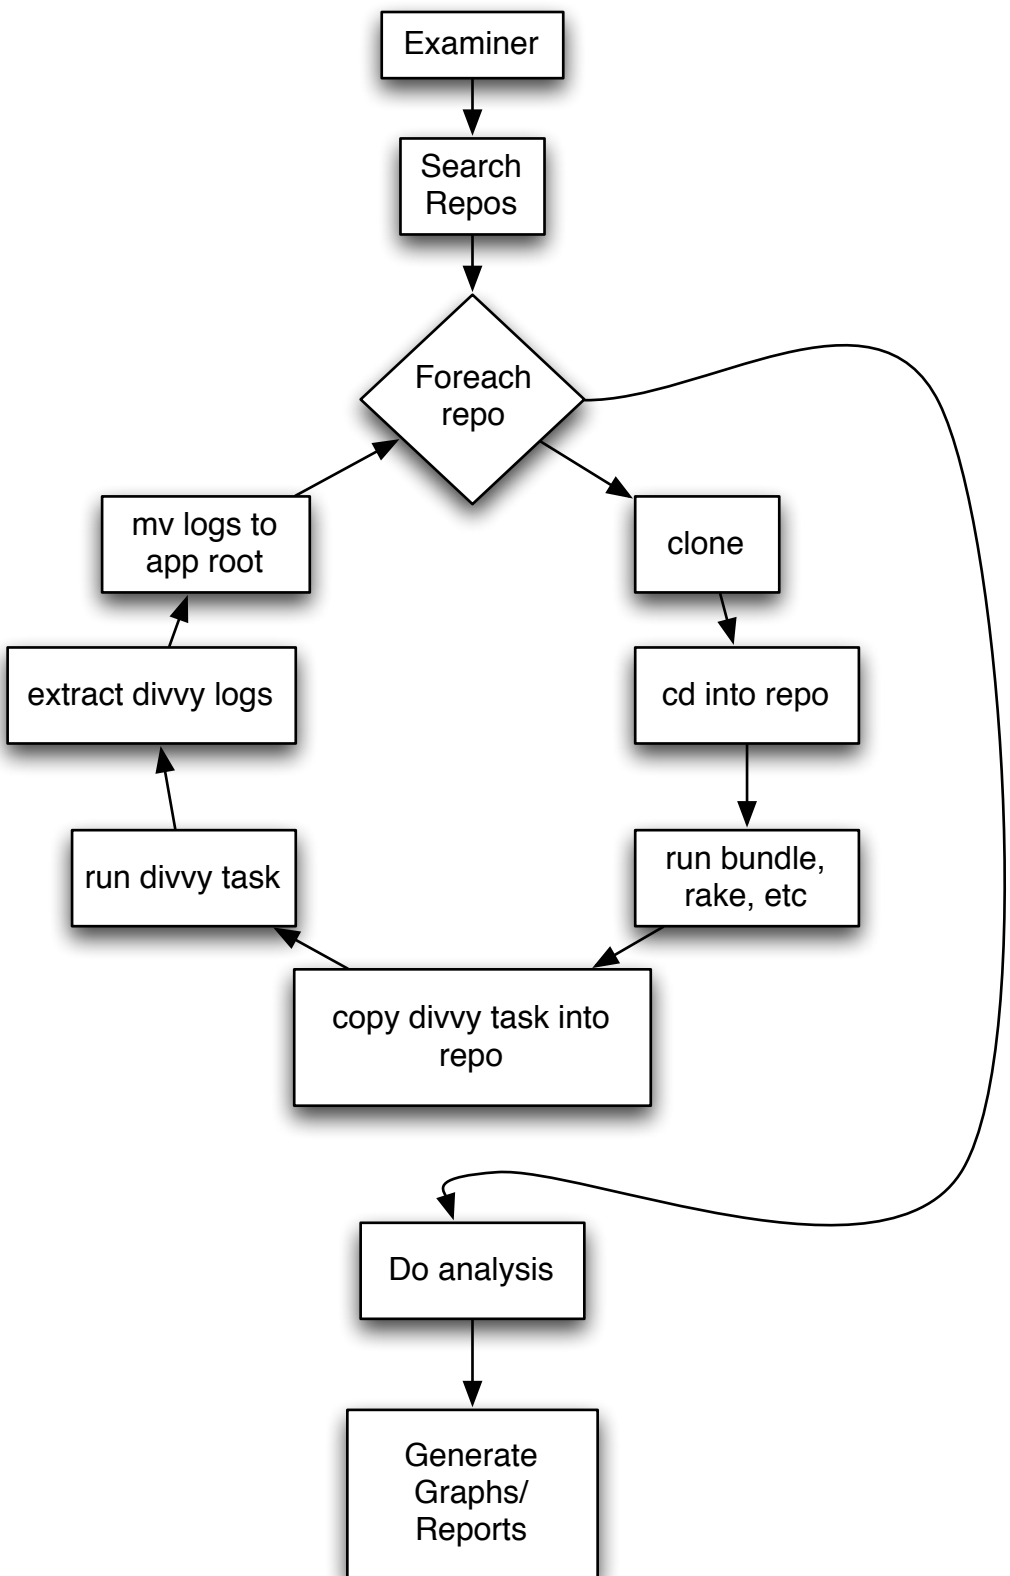 Examiner
Search
Repos
Foreach
repo
mv logs to
app root
clone
extract divvy logs
cd into repo
run divvy task
run bundle,
rake, etc
copy divvy task into
repo
Do analysis
Generate
Graphs/
Reports